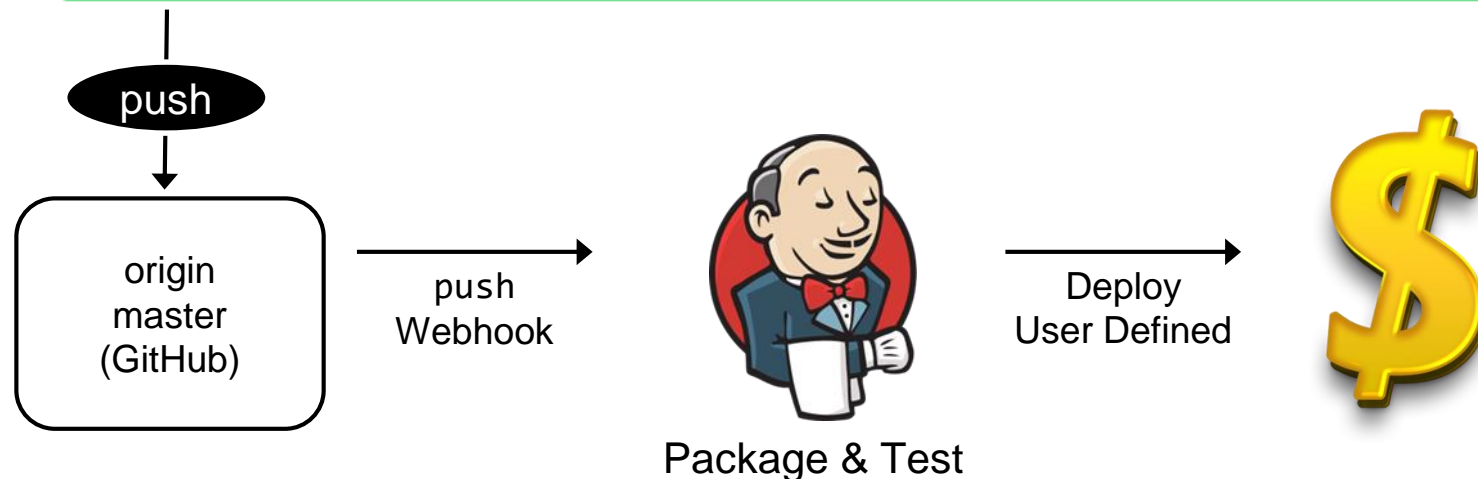 push
origin
master
(GitHub)
push
Webhook
Package & Test
Deploy
User Defined
$